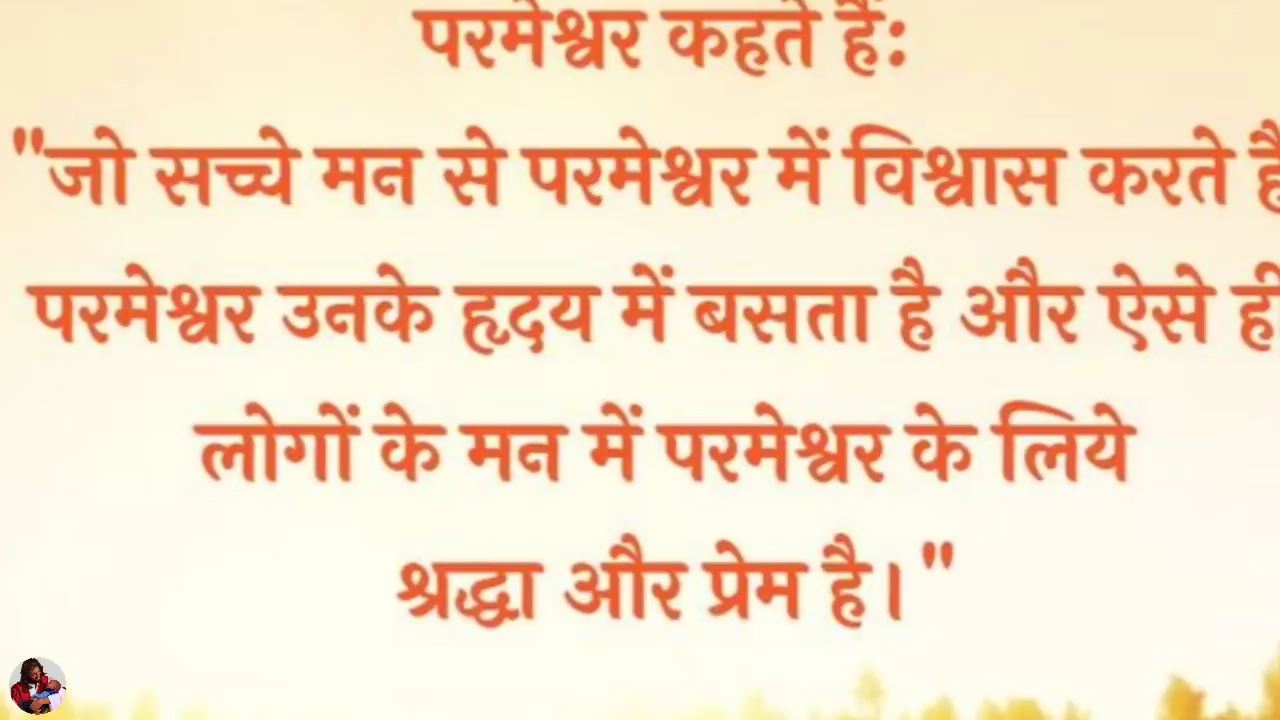 परमेश्वर कहते हैं:
"जो सच्चे मन से परमेश्वर में विश्वास करते हैं
परमेश्वर उनके हृदय में बसता है और ऐसे ही
लोगों के मन में परमेश्वर के लिये
श्रद्धा और प्रेम है।"